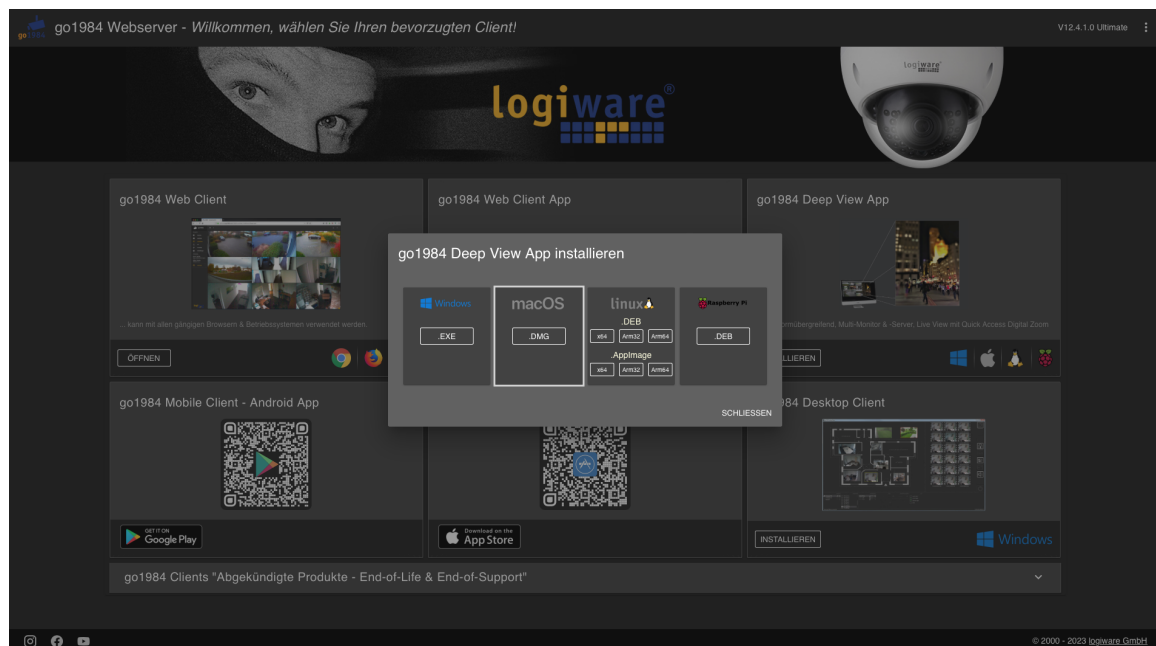 go1984 Webserver - Willkommen, wählen Sie Ihren bevorzugten Client!
V12.4.1.0 Ultimate
go1984
logiware®
logiware
go1984 Web Client
go1984 Web Client App
go1984 Deep View App
go1984 Deep View App installieren
Windows
macOS
linux
Raspberry Pi
.EXE
.DMG
.DEB
x64 Arm32 Arm64
.AppImage
x64 Arm32 Arm64
.DEB
SCHLIESSEN
... kann mit allen gängigen Browsern & Betriebssystemen verwendet werden.
Multi-Monitor & -Server, Live View mit Quick Access Digital Zoom
ÖFFNEN
LLIEREN
go1984 Mobile Client - Android App
984 Desktop Client
GET IT ON
Google Play
Download on the
App Store
INSTALLIEREN
Windows
go1984 Clients "Abgekündigte Produkte - End-of-Life & End-of-Support"
© 2000 - 2023 logiware GmbH